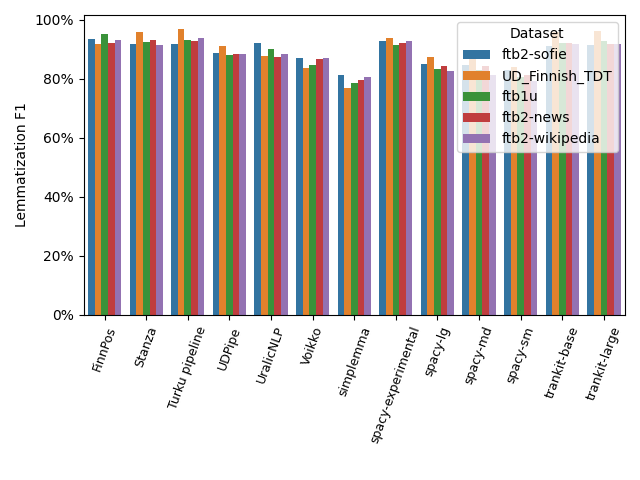 100%
80%
60%
40%
20%
0%
Lemmatization F1
Dataset
ftb2-sofie
UD_Finnish_TDT
ftb1u
ftb2-news
ftb2-wikipedia
FinnPos
Stanza
Turku pipeline
UDPipe
UralicNLP
Voikko
simplemma
spacy-experimental
spacy-lg
spacy-md
spacy-sm
trankit-base
trankit-large